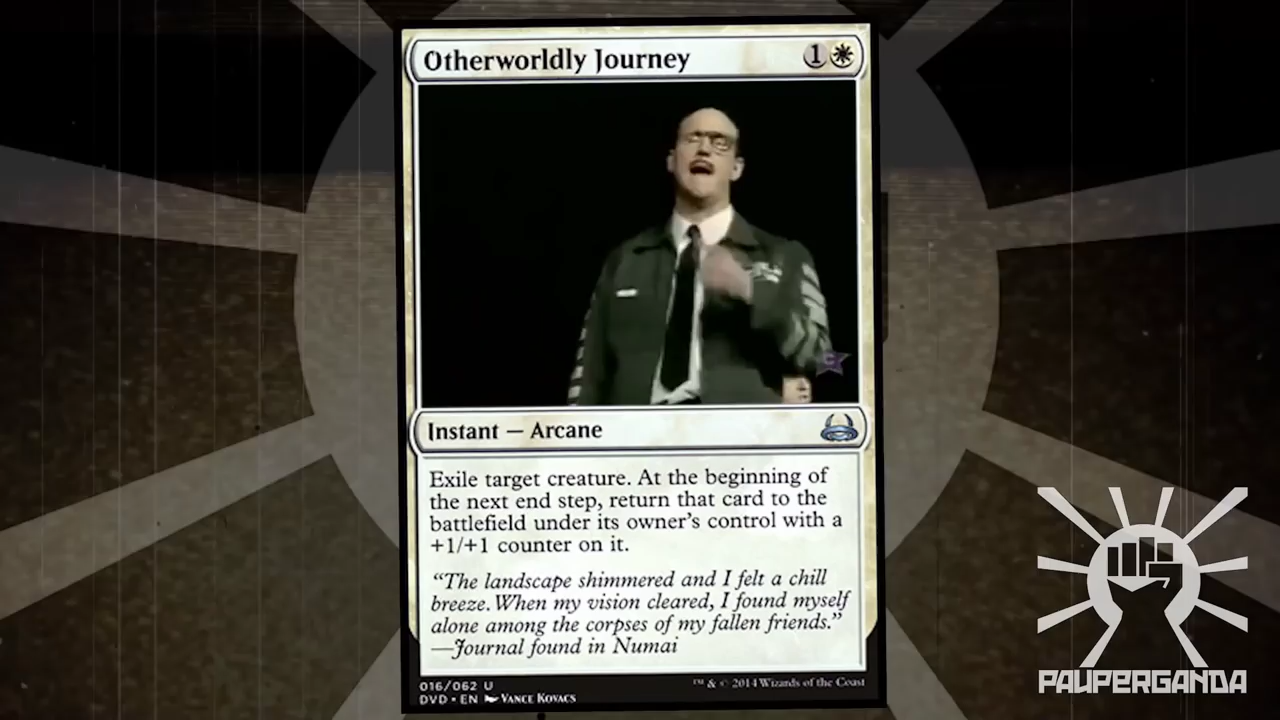 Otherworldly Journey 1
Instant — Arcane
Exile target creature. At the beginning of
the next end step, return that card to the
battlefield under its owner's control with a
+1/+1 counter on it.
“The landscape shimmered and I felt a chill
breeze. When my vision cleared, I found myself
alone among the corpses of my fallen friends.”
—Journal found in Numai
016/062 U
DVD • EN Vance Kovacs
™ & © 2014 Wizards of the Coast
PAUPERGANDA